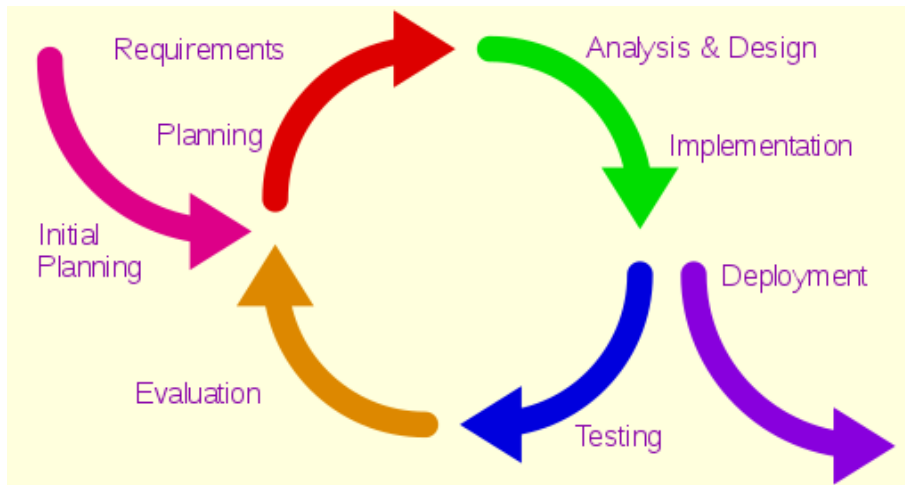 Requirements
Analysis & Design
Planning
Implementation
Initial
Planning
Deployment
Evaluation
Testing